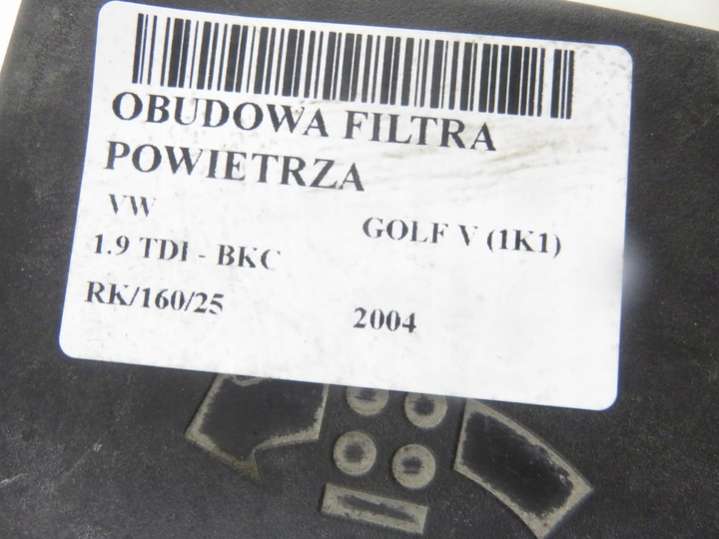 OBUDOWA FILTRA
POWIETRZA
VW GOLF V (1K1)
1.9 TDI - BKC
RK/160/25 2004